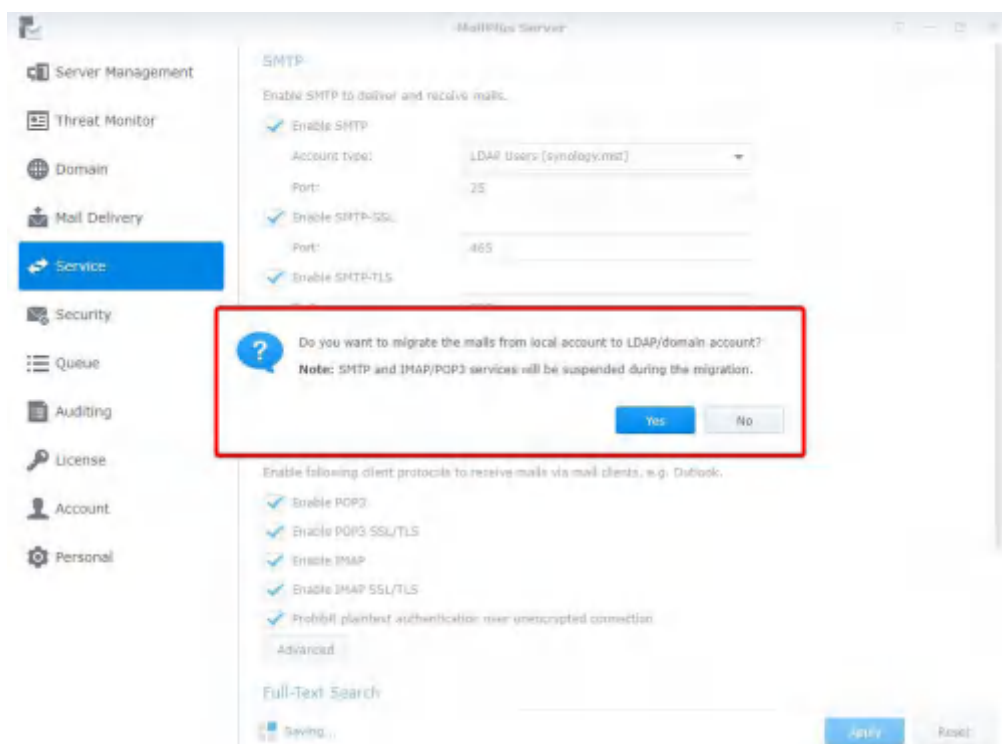 MailPlus Server
Server Management
Threat Monitor
Domain
Mail Delivery
Service
Security
Queue
Auditing
License
Account
Personal
SMTP
Enable SMTP to deliver and receive mails.
Enable SMTP
Account type: LDAP Users (synology.mst)
Port: 25
Enable SMTP-SSL
Port: 465
Enable SMTP-TLS
Do you want to migrate the mails from local account to LDAP/domain account?
Note: SMTP and IMAP/POP3 services will be suspended during the migration.
Yes No
Enable following client protocols to receive mails via mail clients, e.g. Outlook.
Enable POP3
Enable POP3 SSL/TLS
Enable IMAP
Enable IMAP SSL/TLS
Prohibit plaintext authentication over unencrypted connection
Advanced
Full-Text Search
Saving...
Apply Reset